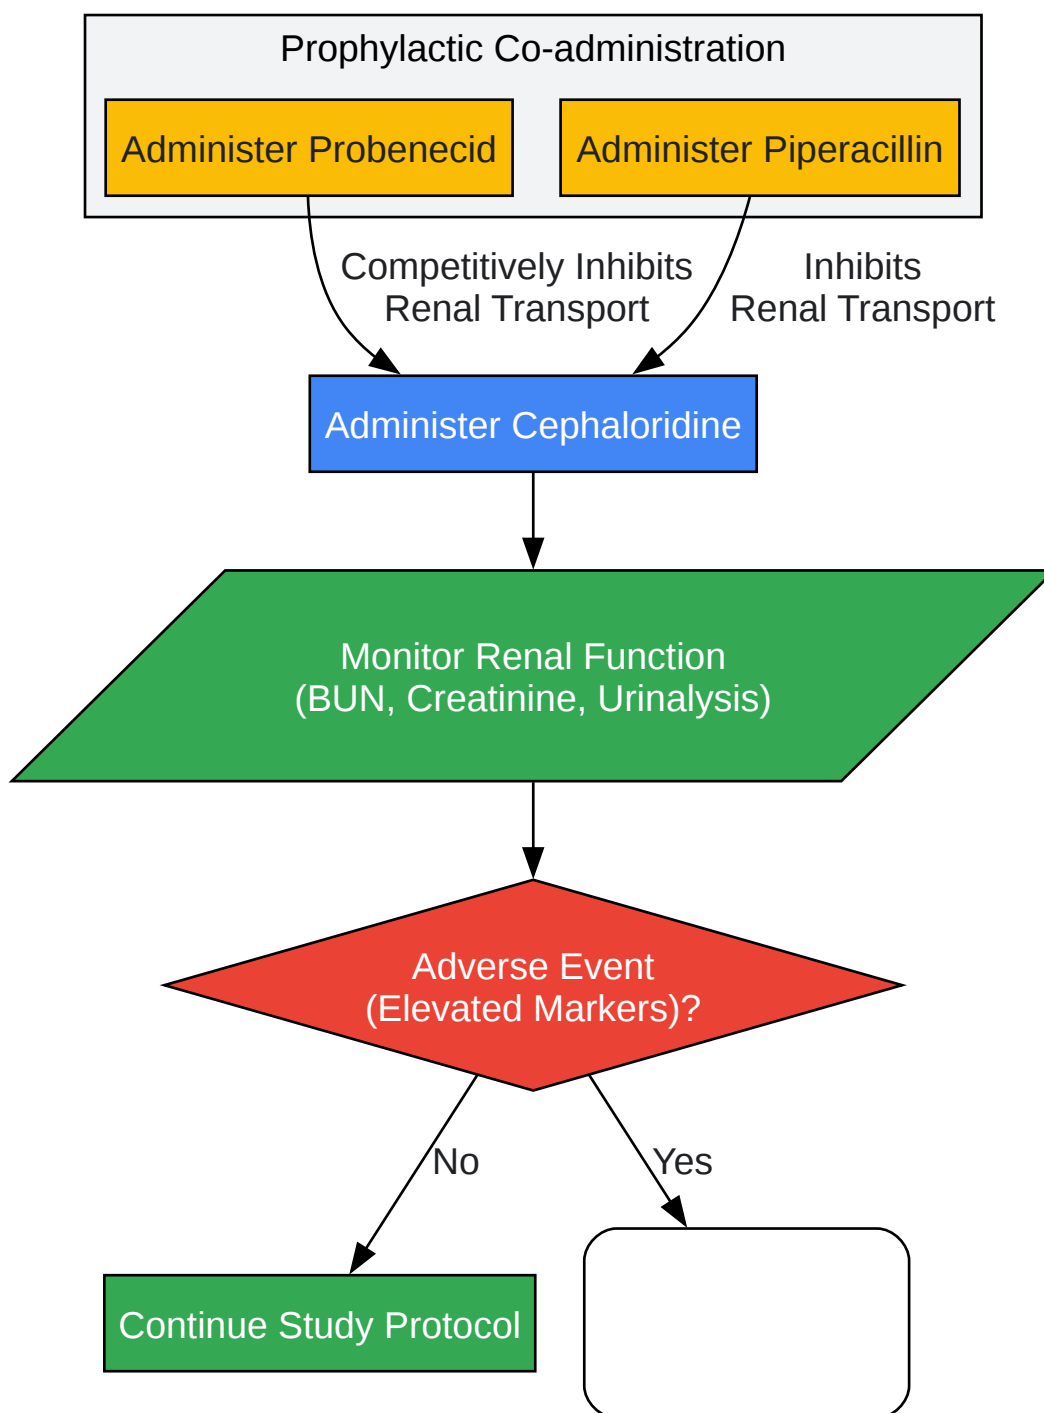 Prophylactic Co-administration
Administer Probenecid
Administer Piperacillin
Competitively Inhibits
Renal Transport
Inhibits
Renal Transport
Administer Cephaloridine
Monitor Renal Function
(BUN, Creatinine, Urinalysis)
Adverse Event
(Elevated Markers)?
No
Yes
Continue Study Protocol